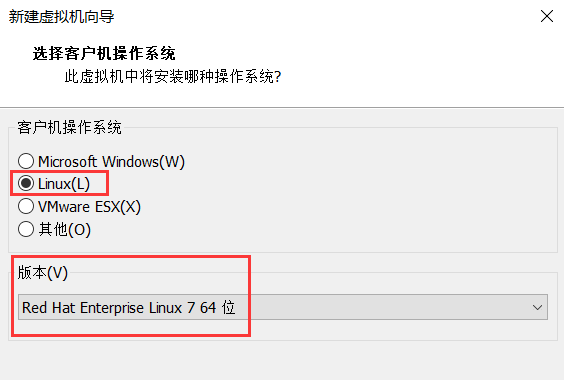 新建虚拟机向导
选择客户机操作系统
此虚拟机中将安装哪种操作系统?
客户机操作系统
Microsoft Windows(W)
Linux(L)
VMware ESX(X)
其他(O)
版本(V)
Red Hat Enterprise Linux 7 64 位